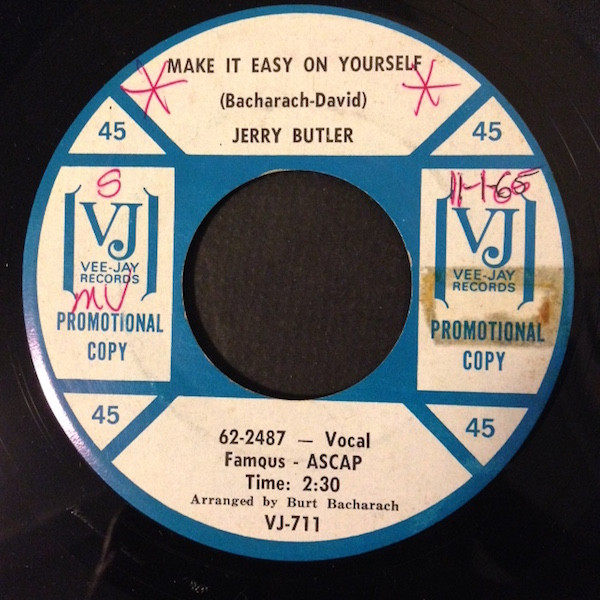 MAKE IT EASY ON YOURSELF
(Bacharach-David)
JERRY BUTLER
45
45
S
VJ
VEE-JAY
RECORDS
MV
PROMOTIONAL
COPY
11-1-65
VJ
VEE-JAY
RECORDS
PROMOTIONAL
COPY
45
45
62-2487 — Vocal
Famous - ASCAP
Time: 2:30
Arranged by Burt Bacharach
VJ-711